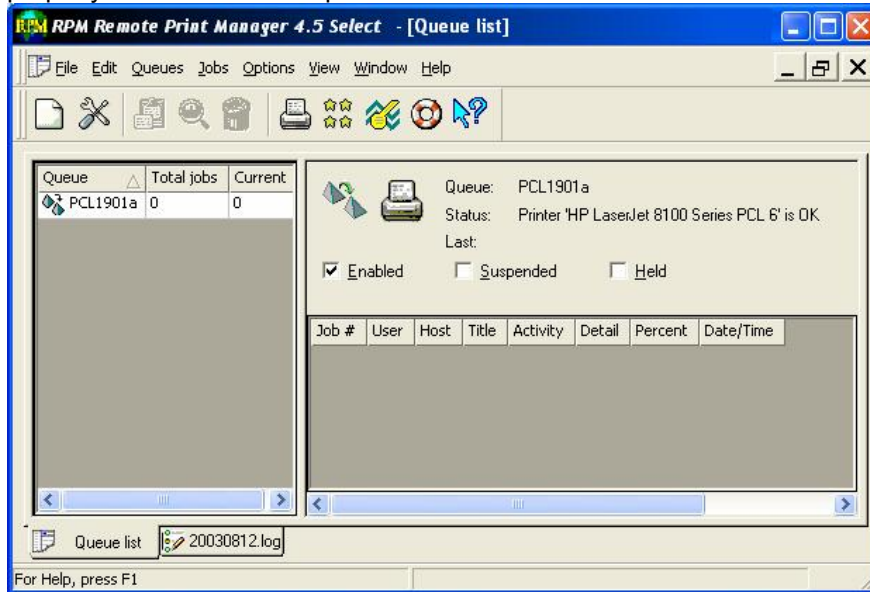 RPM Remote Print Manager 4.5 Select - [Queue list]
File Edit Queues Jobs Options View Window Help
Queue Total jobs Current
PCL1901a 0 0
Queue: PCL1901a
Status: Printer 'HP LaserJet 8100 Series PCL 6' is OK
Last:
Enabled Suspended Held
Job # User Host Title Activity Detail Percent Date/Time
Queue list 20030812.log
For Help, press F1